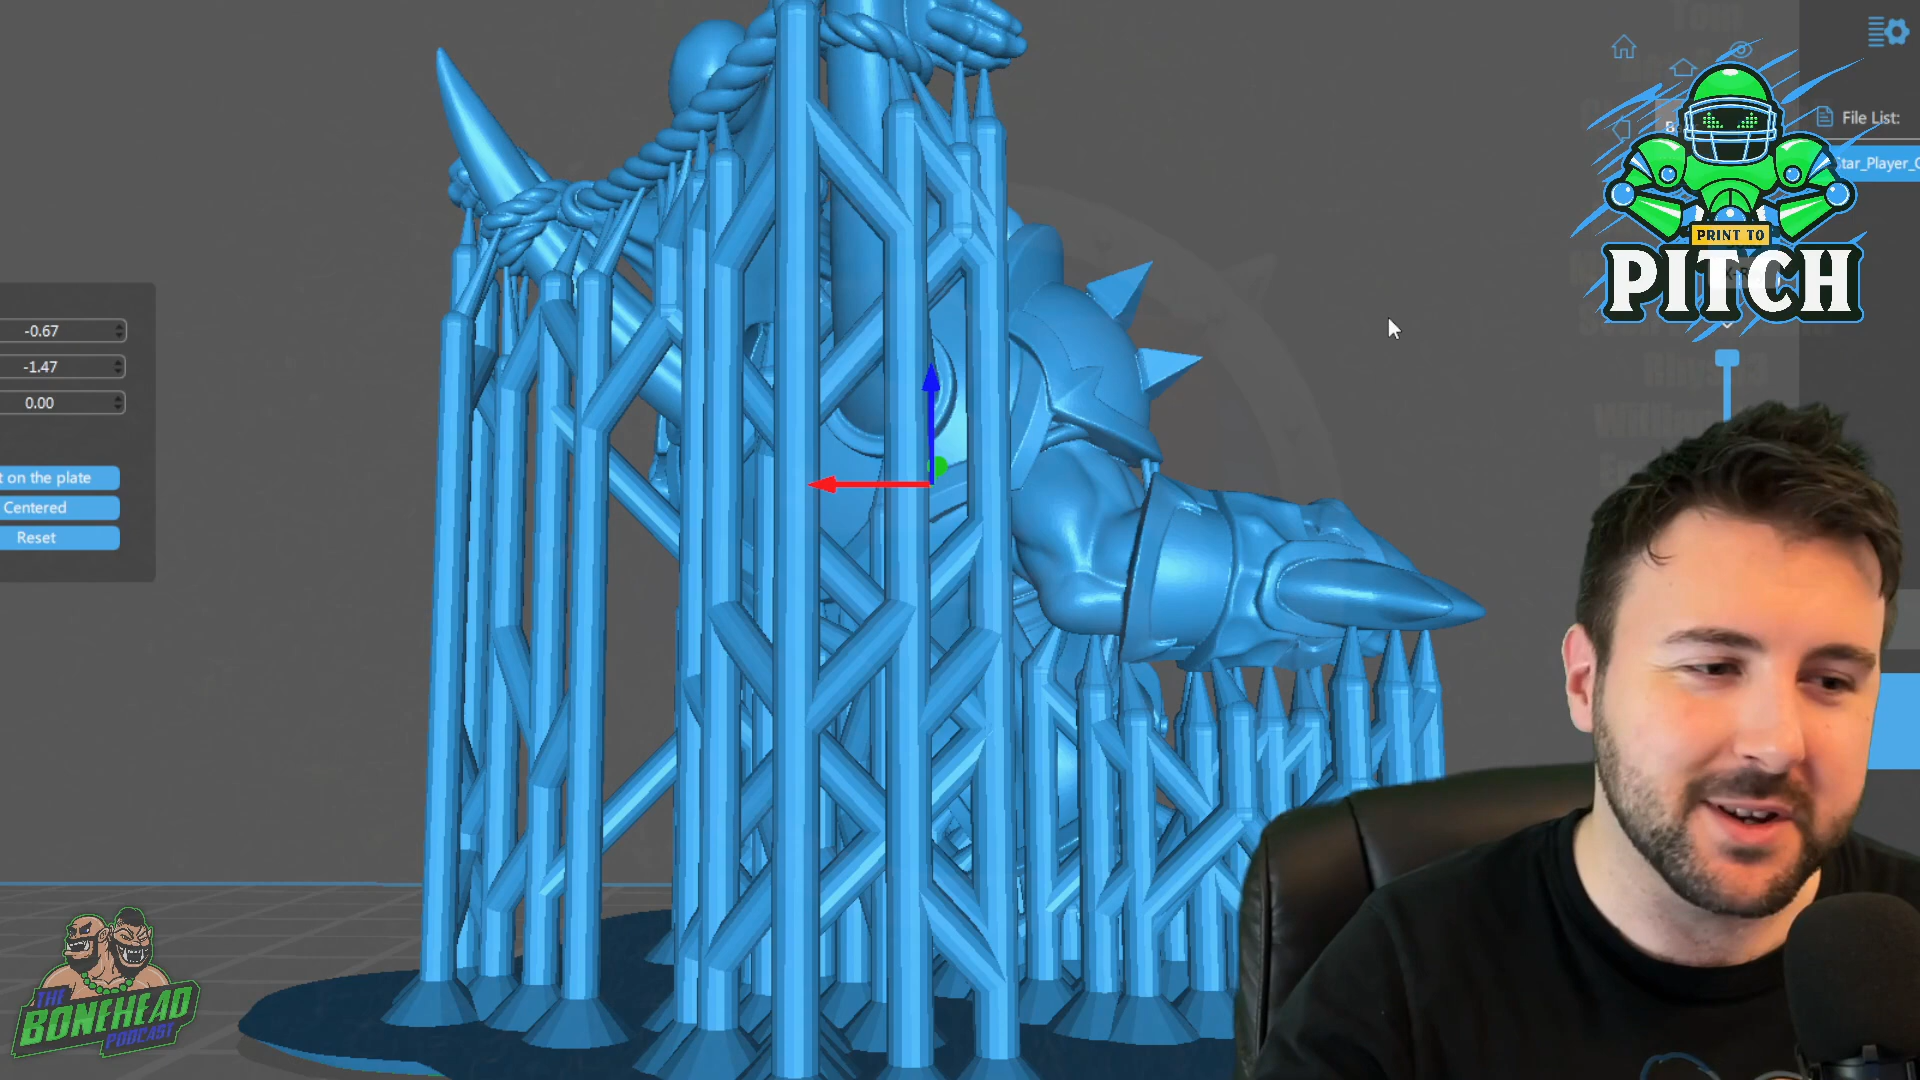 File List:
Star_Player_C
PRINT TO
PITCH
-0.67
-1.47
0.00
t on the plate
Centered
Reset
THE
BONEHEAD
PODCAST